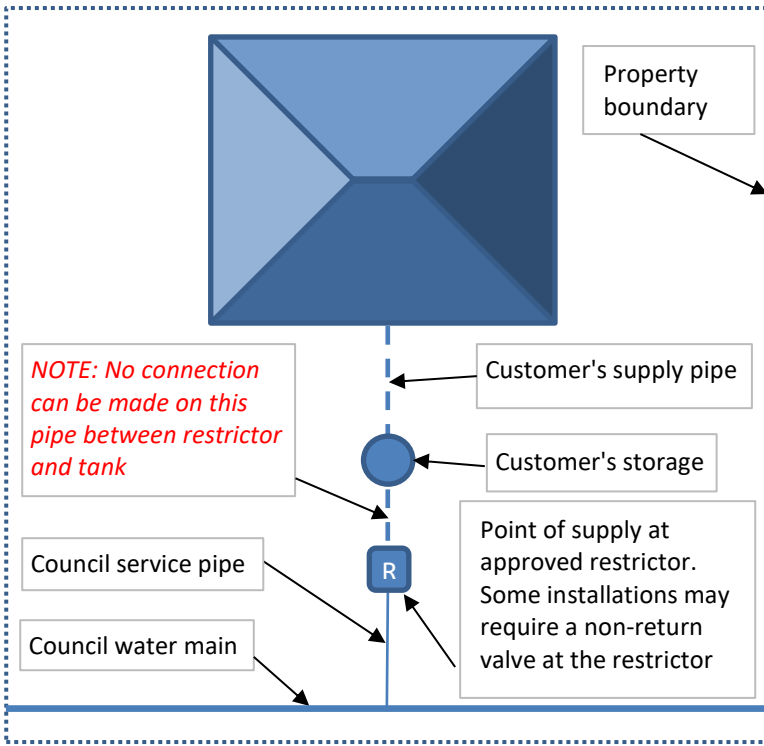 Property
boundary
NOTE: No connection
can be made on this
pipe between restrictor
and tank
Customer's supply pipe
Customer's storage
Point of supply at
approved restrictor.
Some installations may
require a non-return
valve at the restrictor
Council service pipe
R
Council water main